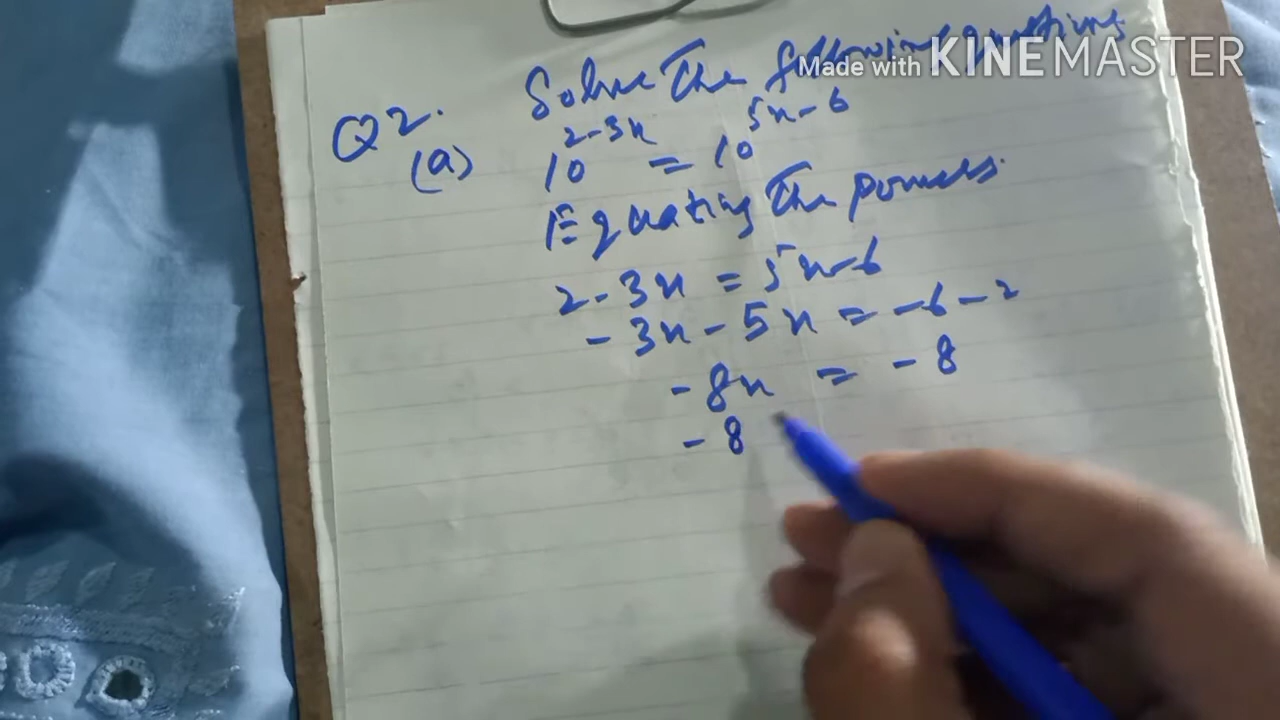 Made with KINEMASTER
Q2. Solve The following questions
(a) 10^{2-3x} = 10^{5x-6}
Equating The powers.
2-3x = 5x-6
-3x-5x = -6-2
-8x = -8
-8